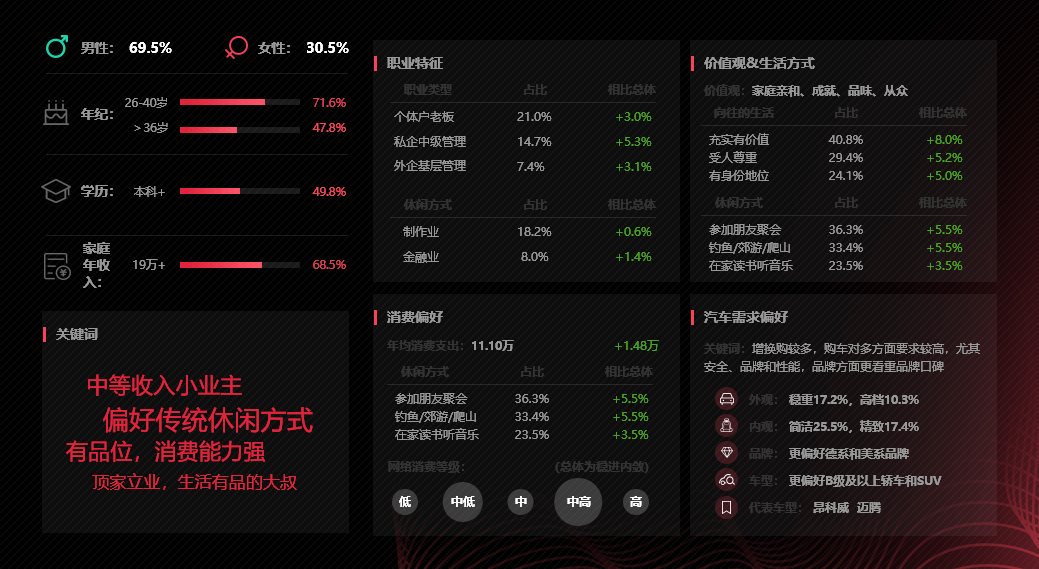 男性： 69.5% 女性： 30.5%
年纪： 26-40岁 71.6%
＞36岁 47.8%
学历： 本科+ 49.8%
家庭
年收
入：
19万+ 68.5%
关键词
中等收入小业主
偏好传统休闲方式
有品位，消费能力强
顶家立业，生活有品的大叔
职业特征
职业类型 占比 相比总体
个体户老板 21.0% +3.0%
私企中级管理 14.7% +5.3%
外企基层管理 7.4% +3.1%
休闲方式 占比 相比总体
制作业 18.2% +0.6%
金融业 8.0% +1.4%
消费偏好
年均消费支出： 11.10万 +1.48万
休闲方式 占比 相比总体
参加朋友聚会 36.3% +5.5%
钓鱼/郊游/爬山 33.4% +5.5%
在家读书听音乐 23.5% +3.5%
网络消费等级： (总体为稳进内敛)
低 中低 中 中高 高
价值观&生活方式
价值观： 家庭亲和、成就、品味、从众
向往的生活 占比 相比总体
充实有价值 40.8% +8.0%
受人尊重 29.4% +5.2%
有身份地位 24.1% +5.0%
休闲方式 占比 相比总体
参加朋友聚会 36.3% +5.5%
钓鱼/郊游/爬山 33.4% +5.5%
在家读书听音乐 23.5% +3.5%
汽车需求偏好
关键词： 增换购较多，购车对多方面要求较高，尤其
安全、品牌和性能，品牌方面更看重品牌口碑
外观： 稳重17.2%，高档10.3%
内观： 简洁25.5%，精致17.4%
品牌： 更偏好德系和美系品牌
车型： 更偏好B级及以上轿车和SUV
代表车型： 昂科威 迈腾